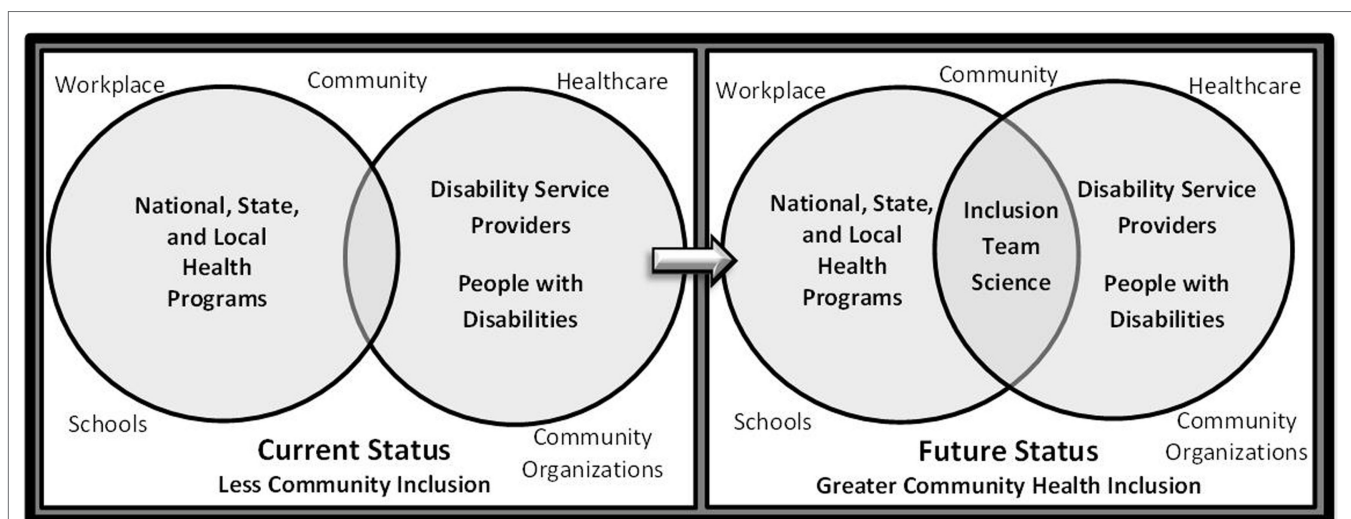 Workplace
Community
Healthcare
National, State,
and Local
Health
Programs
Disability Service
Providers
People with
Disabilities
Schools
Community
Organizations
Current Status
Less Community Inclusion
Workplace
Community
Healthcare
National, State,
and Local
Health
Programs
Inclusion
Team
Science
Disability Service
Providers
People with
Disabilities
Schools
Community
Organizations
Future Status
Greater Community Health Inclusion